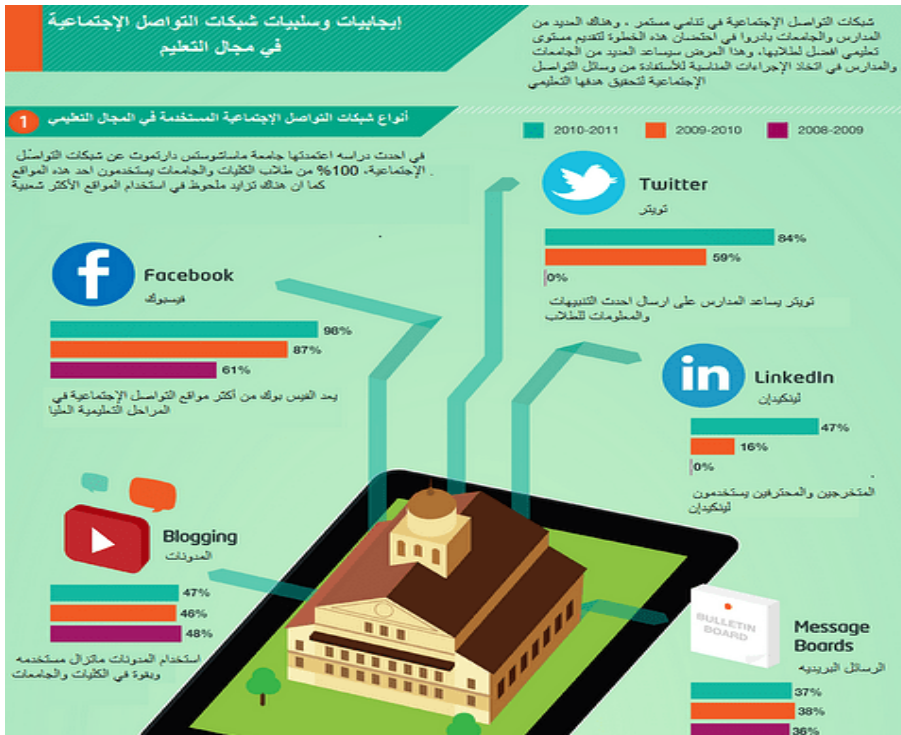 إيجابيات وسلبيات شبكات التواصل الإجتماعية
في مجال التعليم
شبكات التواصل الإجتماعية في تنامي مستمر ، وهناك العديد من
المدارس والجامعات بادروا في احتضان هذه الخطوة لتقديم مستوى
تعليمي افضل لطلابها، وهذا العرض سيساعد العديد من الجامعات
والمدارس في اتخاذ الإجراءات المناسبة للأستفادة من وسائل التواصل
الإجتماعية لتحقيق هدفها التعليمي
1 أنواع شبكات التواصل الإجتماعية المستخدمة في المجال التعليمي
2010-2011 2009-2010 2008-2009
في احدث دراسه اعتمدتها جامعة ماساشوستس دارتموث عن شبكات التواصل
الإجتماعية، 100% من طلاب الكليات والجامعات يستخدمون احد هذه المواقع .
كما ان هناك تزايد ملحوظ في استخدام المواقع الأكثر شعبية
Twitter
تويتر
84%
59%
0%
تويتر يساعد المدارس على ارسال احدث التنبيهات
والمعلومات للطلاب
f
Facebook
فيسبوك
98%
87%
61%
يعد الفيس بوك من أكثر مواقع التواصل الإجتماعية في
المراحل التعليمية العليا
in
LinkedIn
لينكيدإن
47%
16%
0%
المتخرجين والمحترفين يستخدمون
لينكيدإن
Blogging
المدونات
47%
46%
48%
استخدام المدونات ماتزال مستخدمه
وبقوة في الكليات والجامعات
BULLETIN
BOARD
Message
Boards
الرسائل البريديه
37%
38%
36%